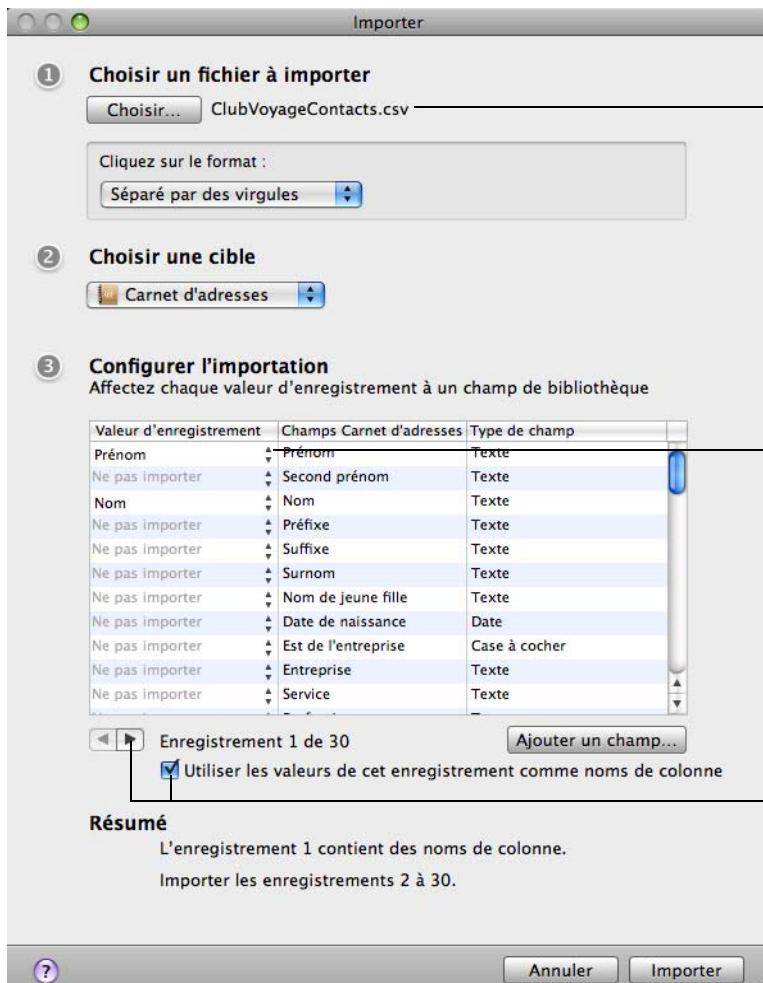 Importer
1 Choisir un fichier à importer
Choisir... ClubVoyageContacts.csv
Cliquez sur le format :
Séparé par des virgules
2 Choisir une cible
Carnet d'adresses
3 Configurer l’importation
Affectez chaque valeur d’enregistrement à un champ de bibliothèque
Valeur d’enregistrement Champs Carnet d'adresses Type de champ
Prénom Prénom Texte
Ne pas importer Second prénom Texte
Nom Nom Texte
Ne pas importer Préfixe Texte
Ne pas importer Suffixe Texte
Ne pas importer Surnom Texte
Ne pas importer Nom de jeune fille Texte
Ne pas importer Date de naissance Date
Ne pas importer Est de l'entreprise Case à cocher
Ne pas importer Entreprise Texte
Ne pas importer Service Texte
Enregistrement 1 de 30 Ajouter un champ...
Utiliser les valeurs de cet enregistrement comme noms de colonne
Résumé
L'enregistrement 1 contient des noms de colonne.
Importer les enregistrements 2 à 30.
? Annuler Importer